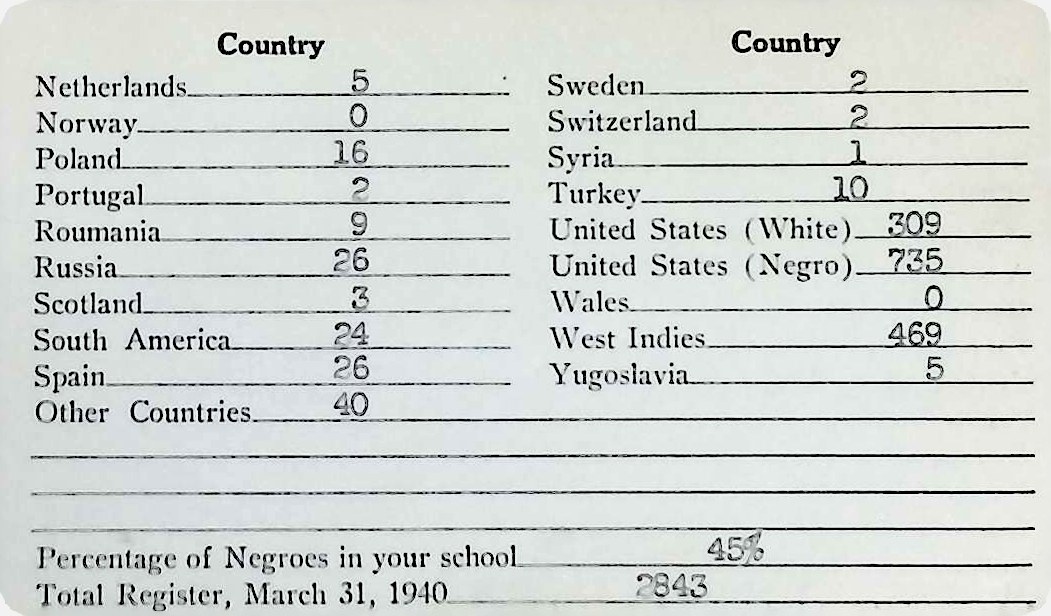 Country
Netherlands 5
Norway 0
Poland 16
Portugal 2
Roumania 9
Russia 26
Scotland 3
South America 24
Spain 26
Other Countries 40
Country
Sweden 2
Switzerland 2
Syria 1
Turkey 10
United States (White) 309
United States (Negro) 735
Wales 0
West Indies 469
Yugoslavia 5
Percentage of Negroes in your school 45%
Total Register, March 31, 1940 2843